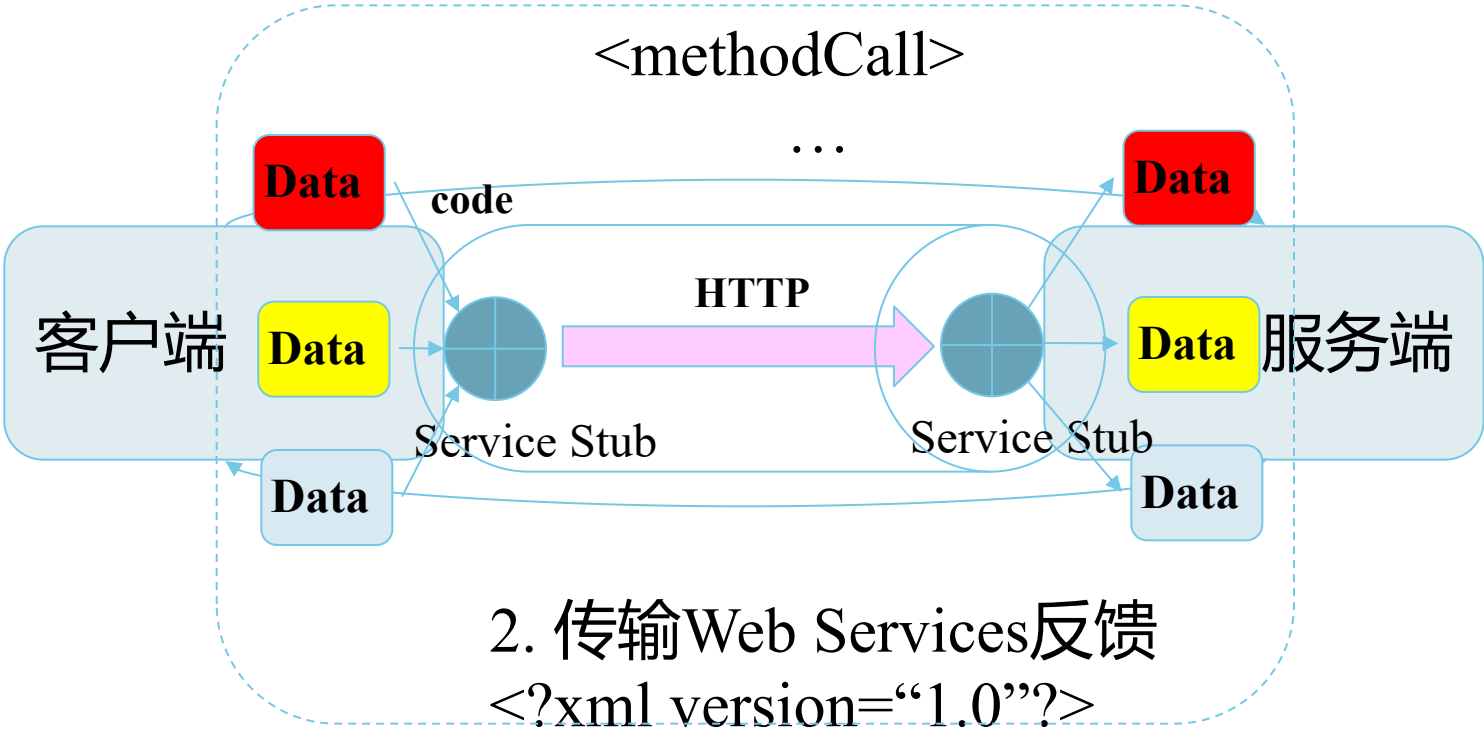 <methodCall>
…
Data
Data
code
HTTP
客户端
Data
Data
服务端
Service Stub
Service Stub
Data
Data
2. 传输Web Services反馈
<?xml version=“1.0”?>